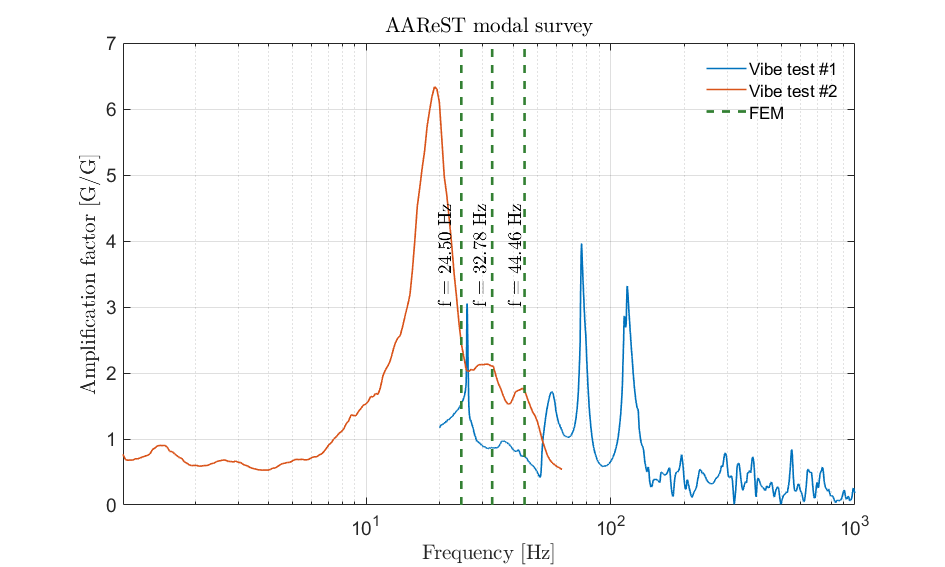 AAReST modal survey
7
6
5
4
3
2
1
0
Amplification factor [G/G]
Vibe test #1
Vibe test #2
FEM
f = 24.50 Hz
f = 32.78 Hz
f = 44.46 Hz
10^1 10^2 10^3
Frequency [Hz]